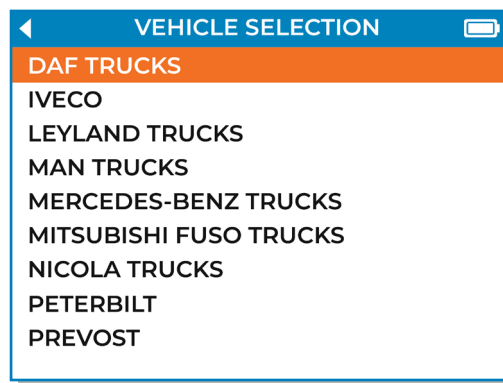 VEHICLE SELECTION
DAF TRUCKS
IVECO
LEYLAND TRUCKS
MAN TRUCKS
MERCEDES-BENZ TRUCKS
MITSUBISHI FUSO TRUCKS
NICOLA TRUCKS
PETERBILT
PREVOST